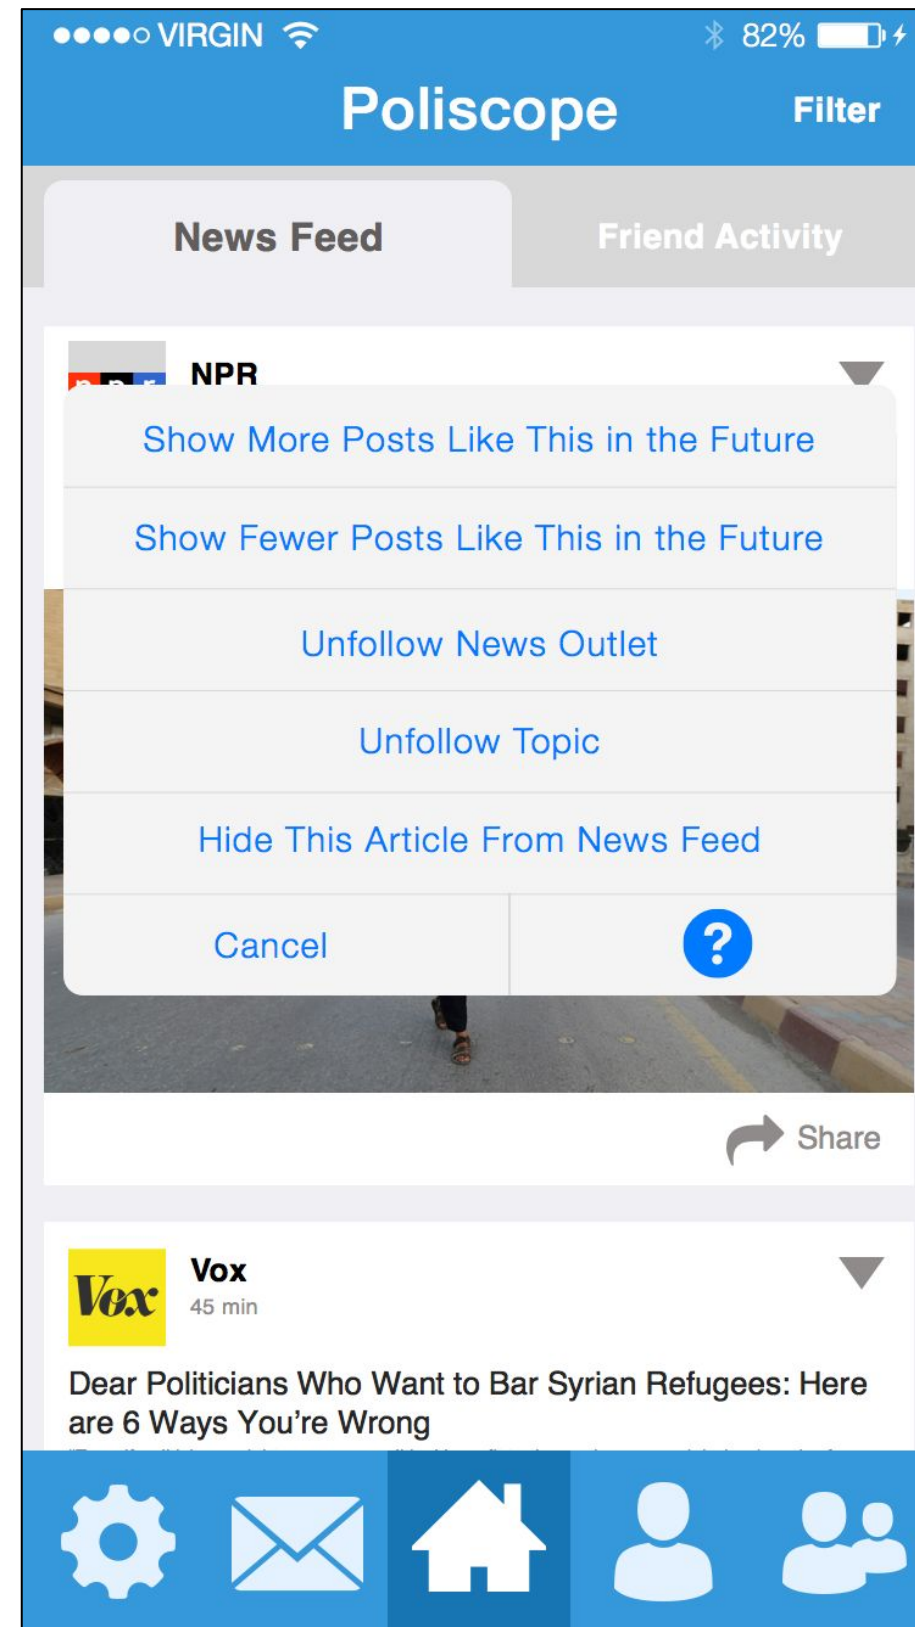 VIRGIN 82%
Poliscope Filter
News Feed Friend Activity
npr NPR
Show More Posts Like This in the Future
Show Fewer Posts Like This in the Future
Unfollow News Outlet
Unfollow Topic
Hide This Article From News Feed
Cancel ?
Share
Vox Vox
45 min
Dear Politicians Who Want to Bar Syrian Refugees: Here
are 6 Ways You're Wrong